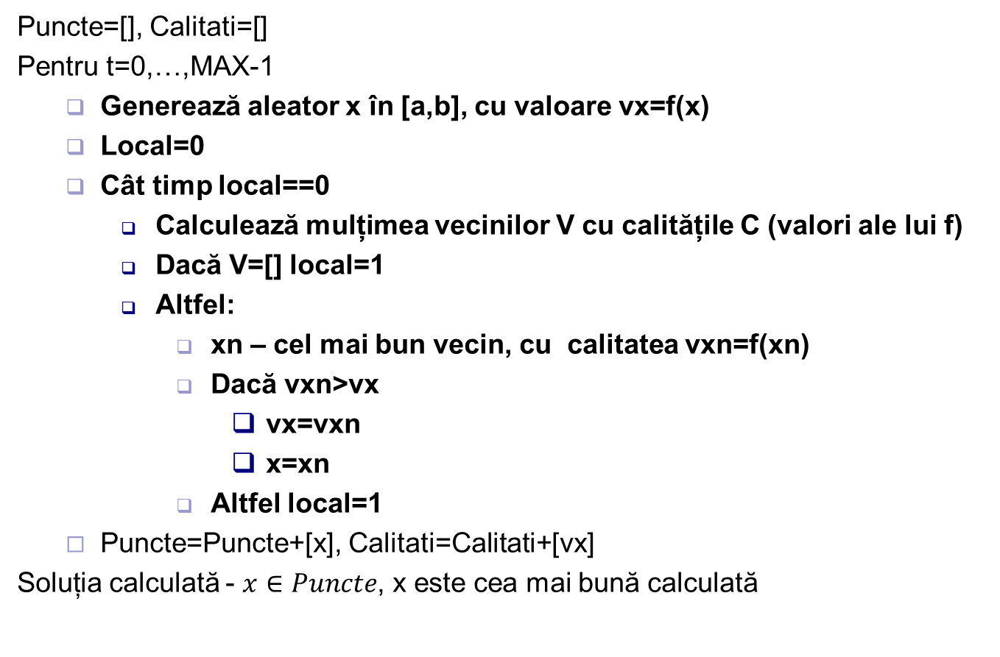 Puncte=[], Calitati=[]
Pentru t=0,…,MAX-1
Generează aleator x în [a,b], cu valoare vx=f(x)
Local=0
Cât timp local==0
Calculează mulțimea vecinilor V cu calitățile C (valori ale lui f)
Dacă V=[] local=1
Altfel:
xn – cel mai bun vecin, cu calitatea vxn=f(xn)
Dacă vxn>vx
vx=vxn
x=xn
Altfel local=1
Puncte=Puncte+[x], Calitati=Calitati+[vx]
Soluția calculată - x ∈ Puncte, x este cea mai bună calculată